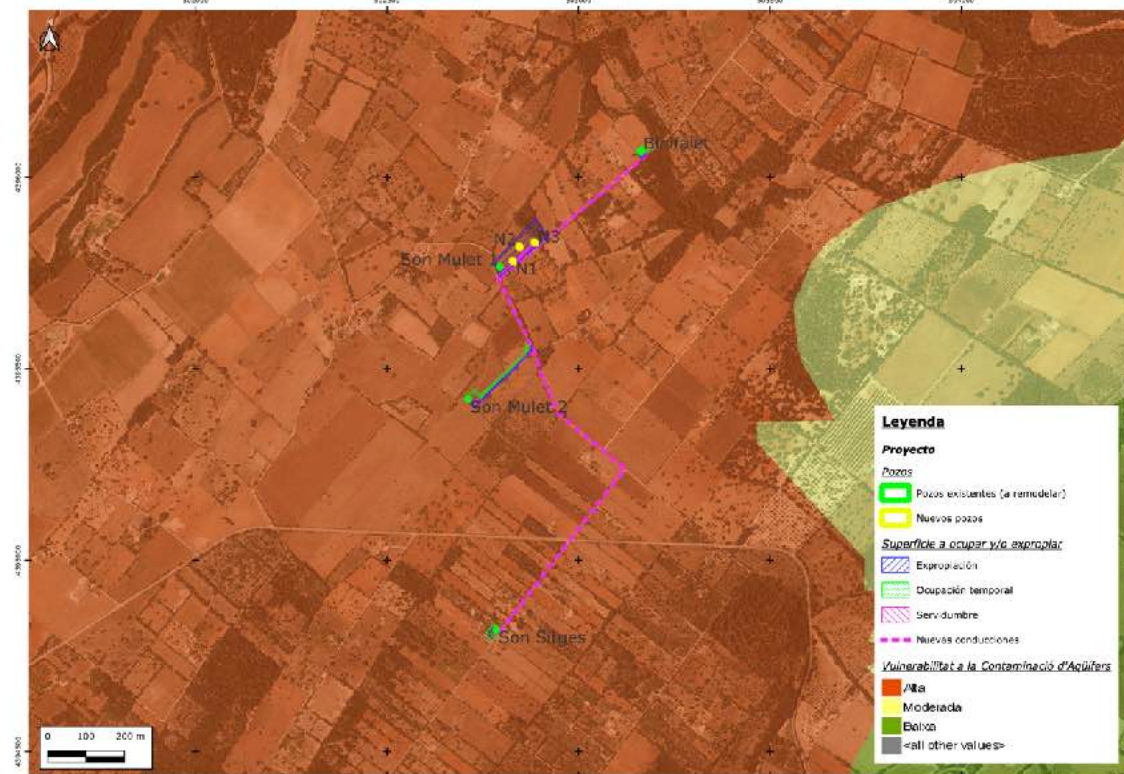 Binifalet
N2
N3
Son Mulet 1
N1
Son Mulet 2
Son Sitges
Leyenda
Proyecto
Pozos
Pozos existentes (a remodelar)
Nuevos pozos
Superficie a ocupar y/o expropiar
Expropiación
Ocupación temporal
Servidumbre
Nuevas conducciones
Vulnerabilitat a la Contaminació d'Aqüífers
Alta
Moderada
Baixa
<all other values>
0 100 200 m